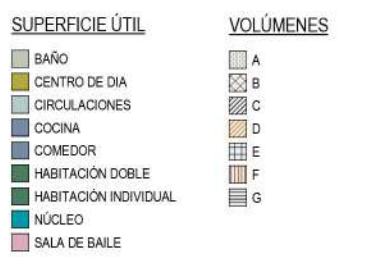 SUPERFICIE ÚTIL
BAÑO
CENTRO DE DIA
CIRCULACIONES
COCINA
COMEDOR
HABITACIÓN DOBLE
HABITACIÓN INDIVIDUAL
NÚCLEO
SALA DE BAILE
VOLÚMENES
A
B
C
D
E
F
G